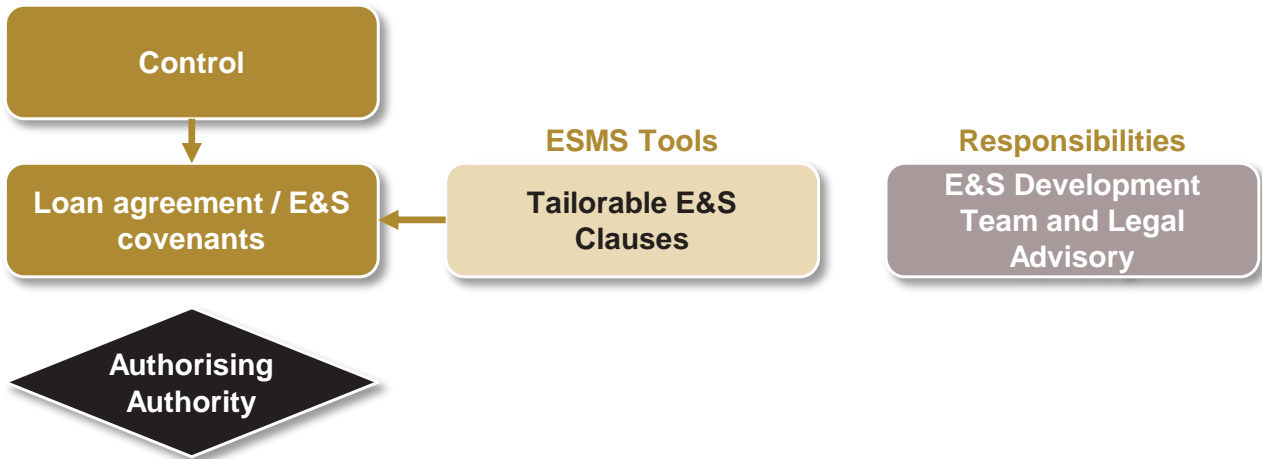 Control
ESMS Tools
Responsibilities
Loan agreement / E&S
covenants
Tailorable E&S
Clauses
E&S Development
Team and Legal
Advisory
Authorising
Authority